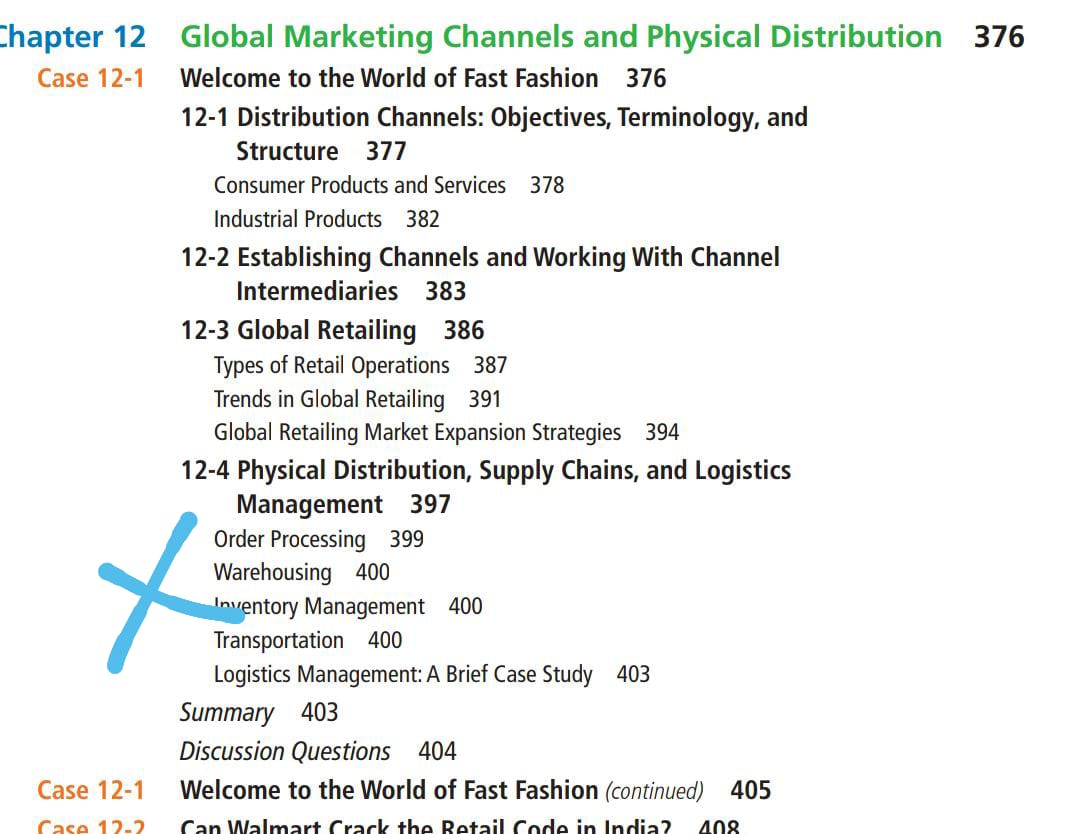 Chapter 12 Global Marketing Channels and Physical Distribution 376
Case 12-1 Welcome to the World of Fast Fashion 376
12-1 Distribution Channels: Objectives, Terminology, and
Structure 377
Consumer Products and Services 378
Industrial Products 382
12-2 Establishing Channels and Working With Channel
Intermediaries 383
12-3 Global Retailing 386
Types of Retail Operations 387
Trends in Global Retailing 391
Global Retailing Market Expansion Strategies 394
12-4 Physical Distribution, Supply Chains, and Logistics
Management 397
Order Processing 399
Warehousing 400
Inventory Management 400
Transportation 400
Logistics Management: A Brief Case Study 403
Summary 403
Discussion Questions 404
Case 12-1 Welcome to the World of Fast Fashion (continued) 405
Case 12-2 Can Walmart Crack the Retail Code in India? 408